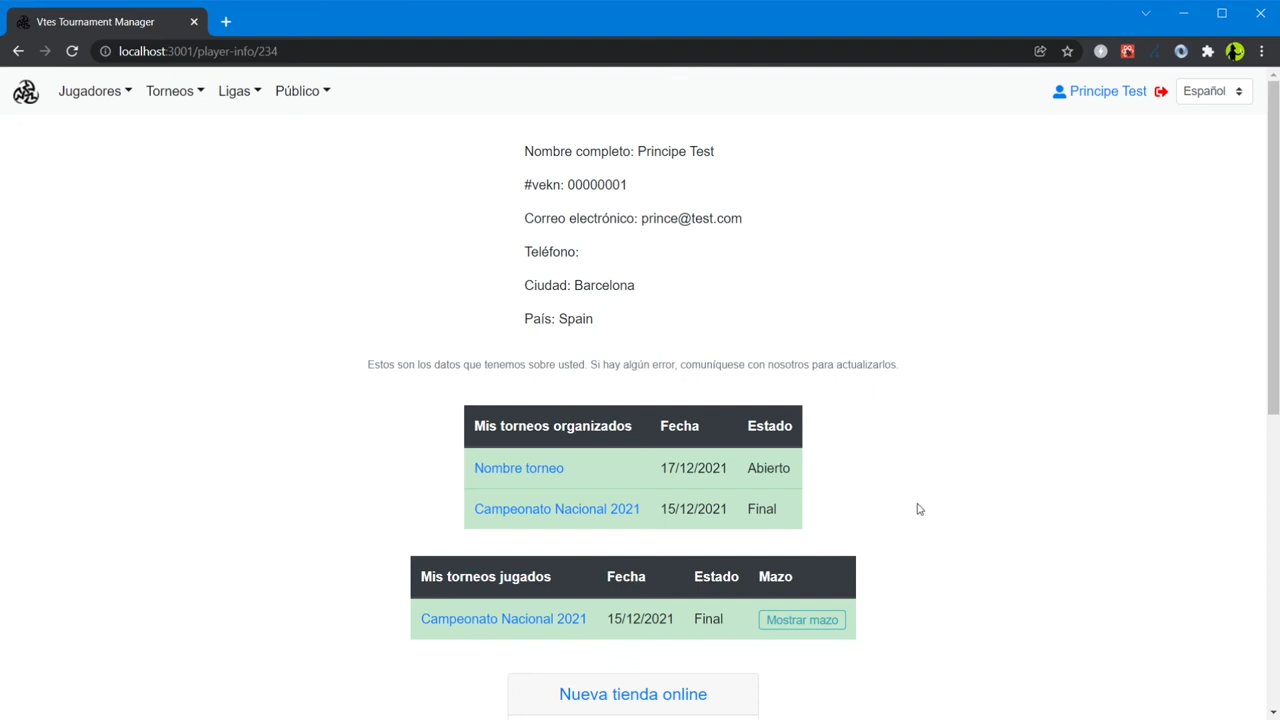 Vtes Tournament Manager
localhost:3001/player-info/234
Jugadores Torneos Ligas Público Principe Test Español
Nombre completo: Principe Test
#vekn: 00000001
Correo electrónico: prince@test.com
Teléfono:
Ciudad: Barcelona
País: Spain
Estos son los datos que tenemos sobre usted. Si hay algún error, comuníquese con nosotros para actualizarlos.
Mis torneos organizados Fecha Estado
Nombre torneo 17/12/2021 Abierto
Campeonato Nacional 2021 15/12/2021 Final
Mis torneos jugados Fecha Estado Mazo
Campeonato Nacional 2021 15/12/2021 Final Mostrar mazo
Nueva tienda online